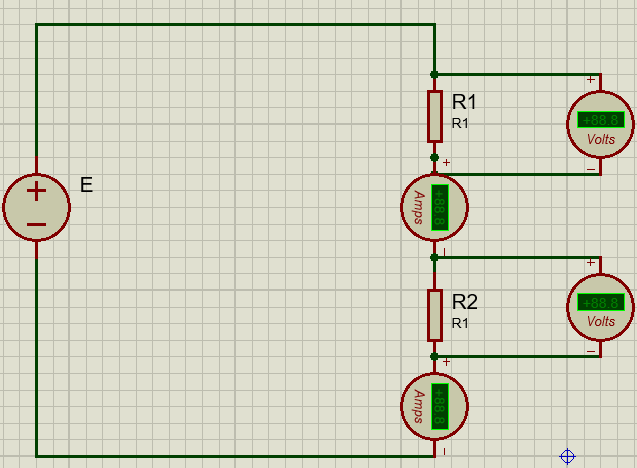 E
R1
R1
+
+88.8
Volts
−
+
+88.8
Amps
−
R2
R1
+
+88.8
Volts
−
+
+88.8
Amps
−
+
−